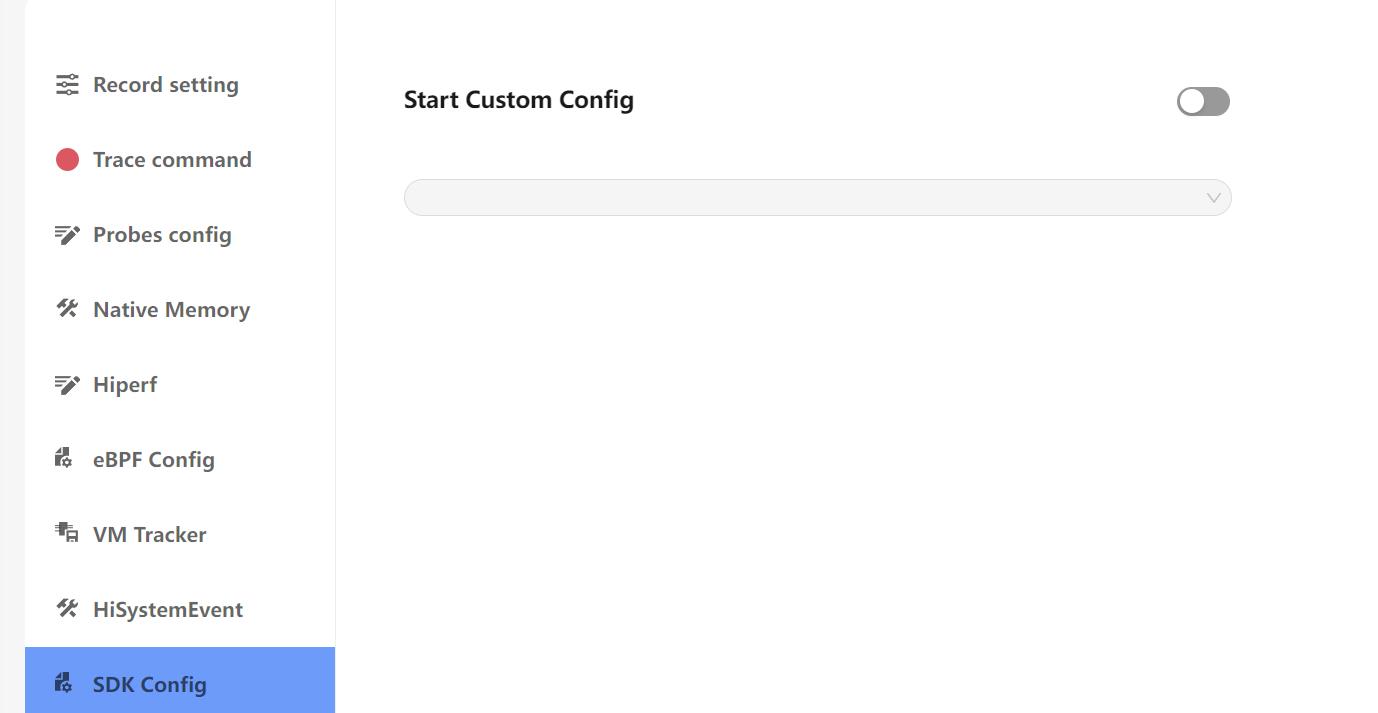 Record setting
Start Custom Config
Trace command
Probes config
Native Memory
Hiperf
eBPF Config
VM Tracker
HiSystemEvent
SDK Config